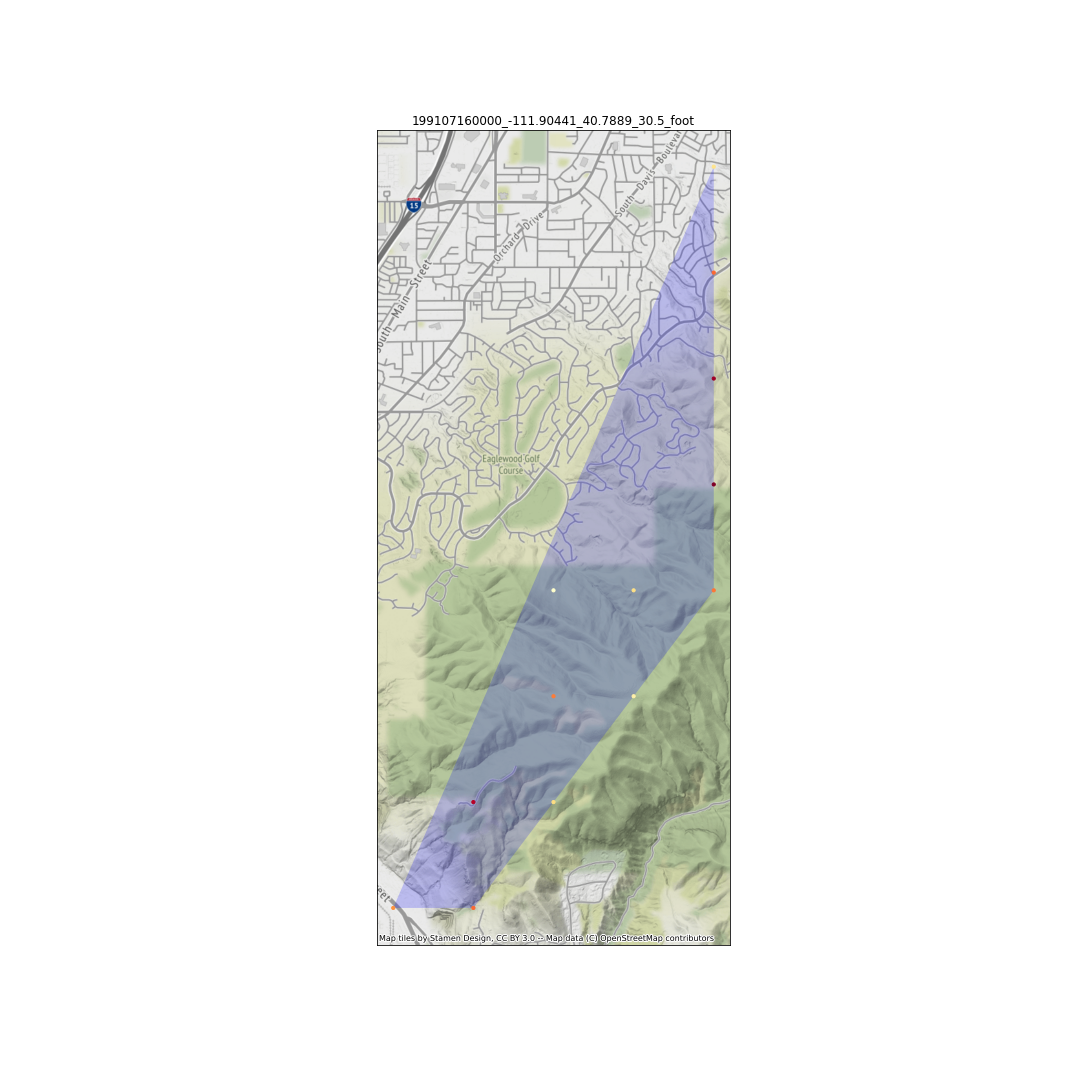 199107160000_-111.90441_40.7889_30.5_foot
South Davis Boulevar
15
Orchard Drive
South Main Street
Eaglewood Golf
Course
eet
Map tiles by Stamen Design, CC BY 3.0 -- Map data (C) OpenStreetMap contributors